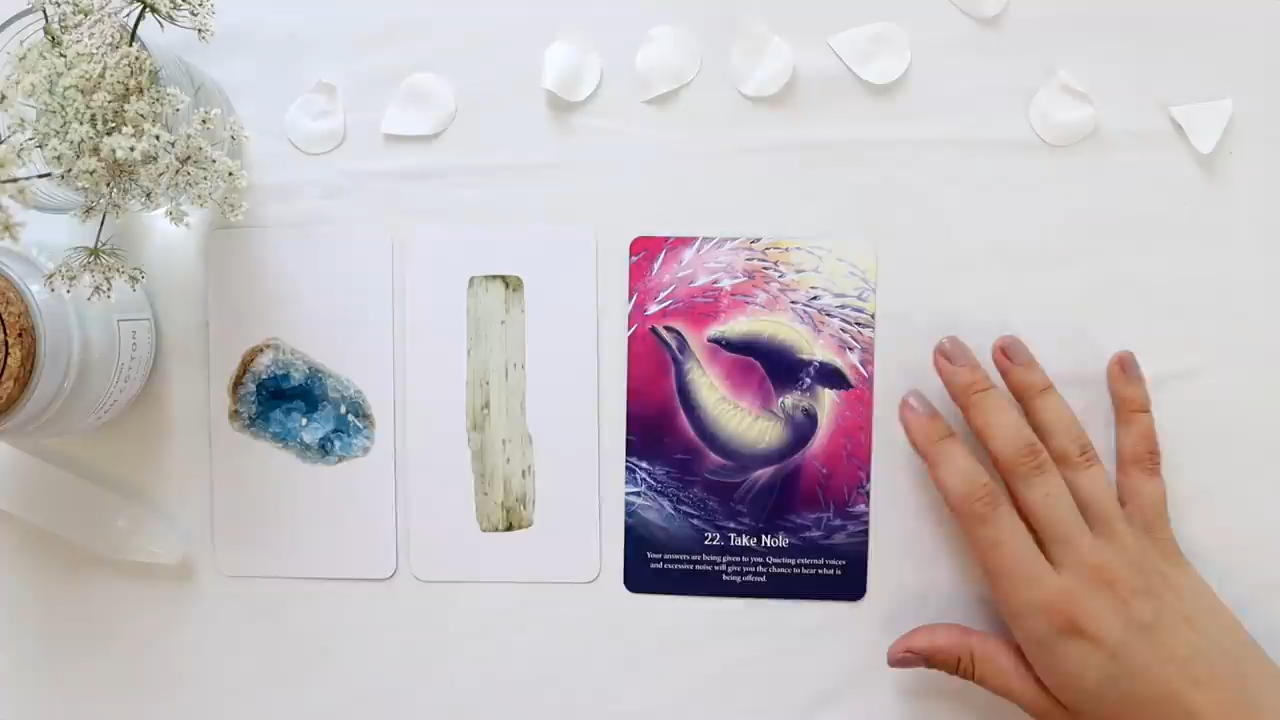 COTTON
22. Take Note
Your answers are being given to you. Quieting external voices
and excessive noise will give you the chance to hear what is
being offered.